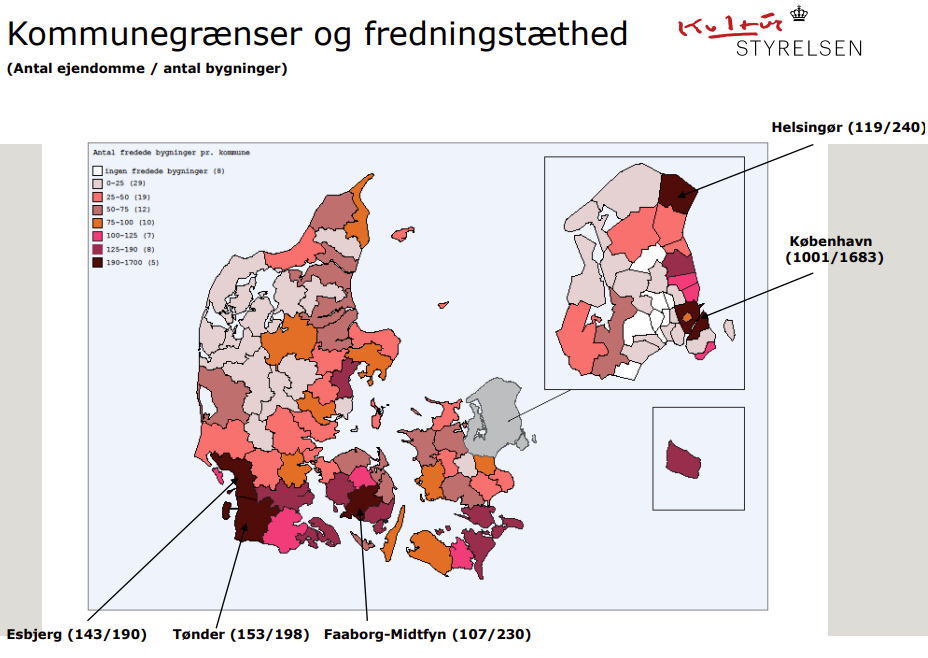 Kommunegrænser og fredningstæthed
(Antal ejendomme / antal bygninger)
Kultur
STYRELSEN
Helsingør (119/240)
Antal fredede bygninger pr. kommune
ingen fredede bygninger (8)
0-25 (29)
25-50 (19)
50-75 (12)
75-100 (10)
100-125 (7)
125-190 (8)
190-1700 (5)
København
(1001/1683)
Esbjerg (143/190)
Tønder (153/198)
Faaborg-Midtfyn (107/230)